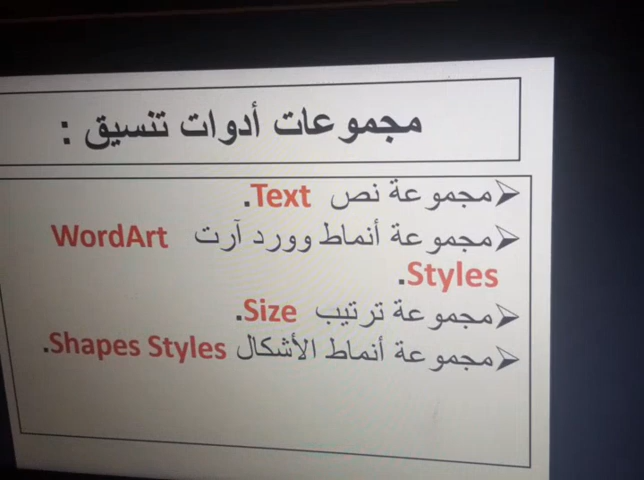 مجموعات أدوات تنسيق :
مجموعة نص Text.
مجموعة أنماط وورد آرت WordArt
Styles.
مجموعة ترتيب Size.
مجموعة أنماط الأشكال Shapes Styles.